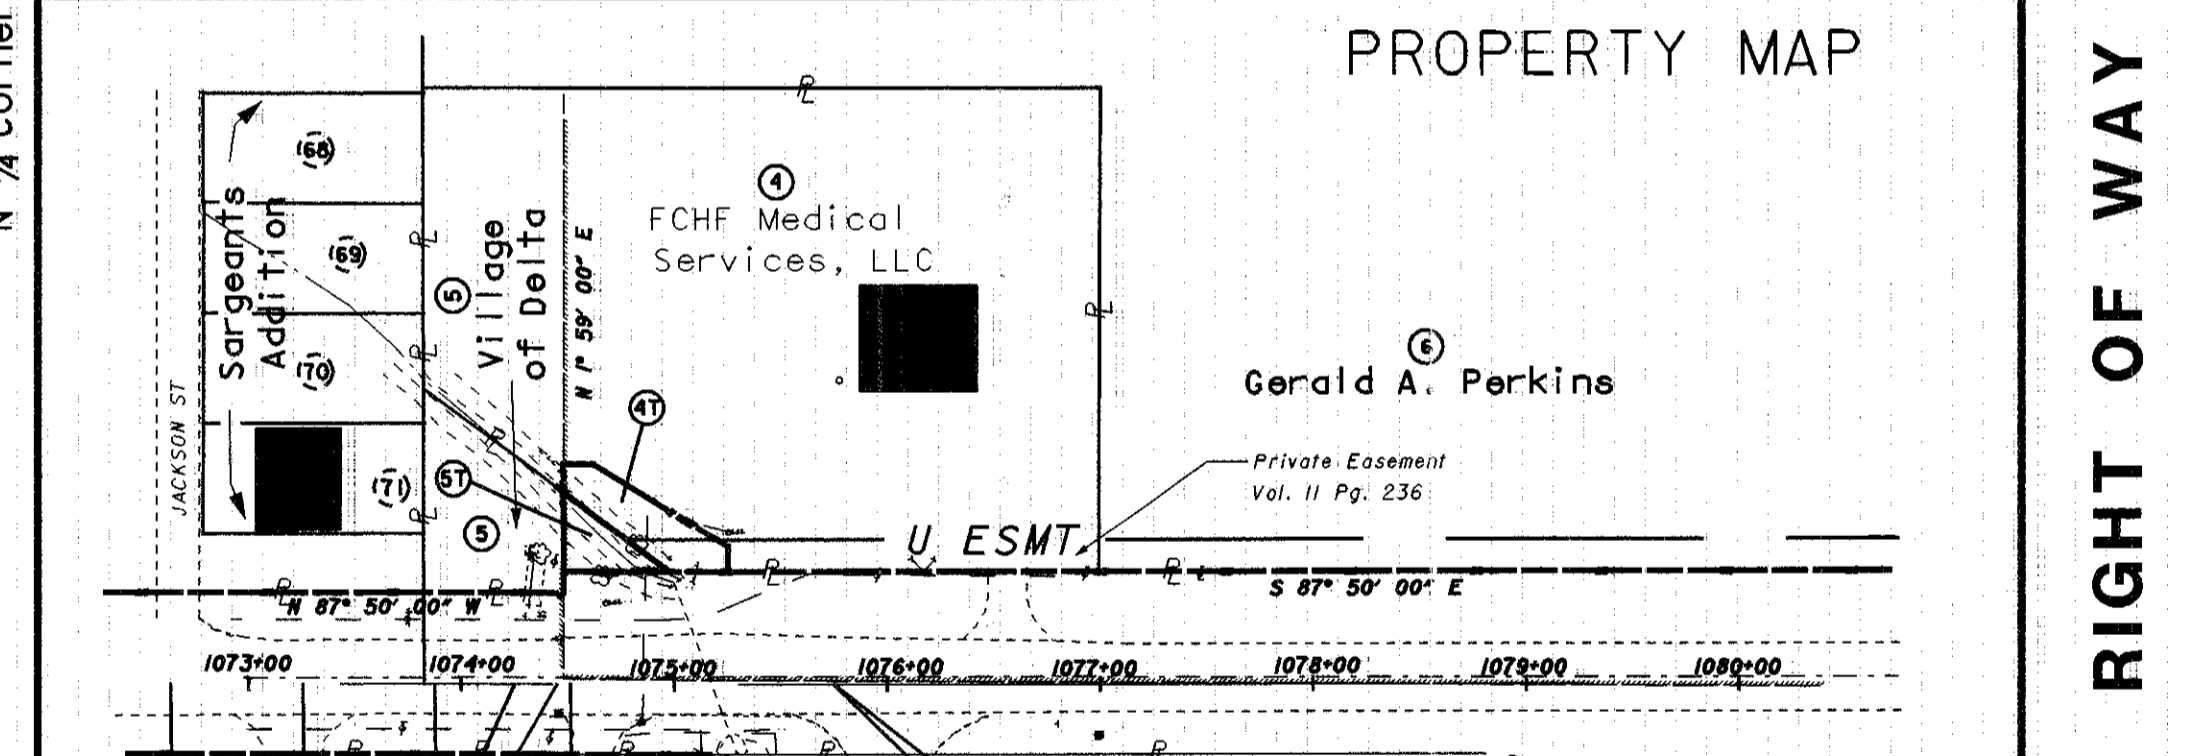 PROPERTY MAP
RIGHT OF WAY
N 1/4 Corner
(68)
(69)
(70)
(71)
Sargeants
Addition
JACKSON ST
5
Village
of Delta
N 1° 59' 00" E
4
FCHF Medical
Services, LLC
6
Gerald A. Perkins
4T
5T
5
Private Easement
Vol. 11 Pg. 236
U ESMT
N 87° 50' 00" W
S 87° 50' 00" E
1073+00
1074+00
1075+00
1076+00
1077+00
1078+00
1079+00
1080+00